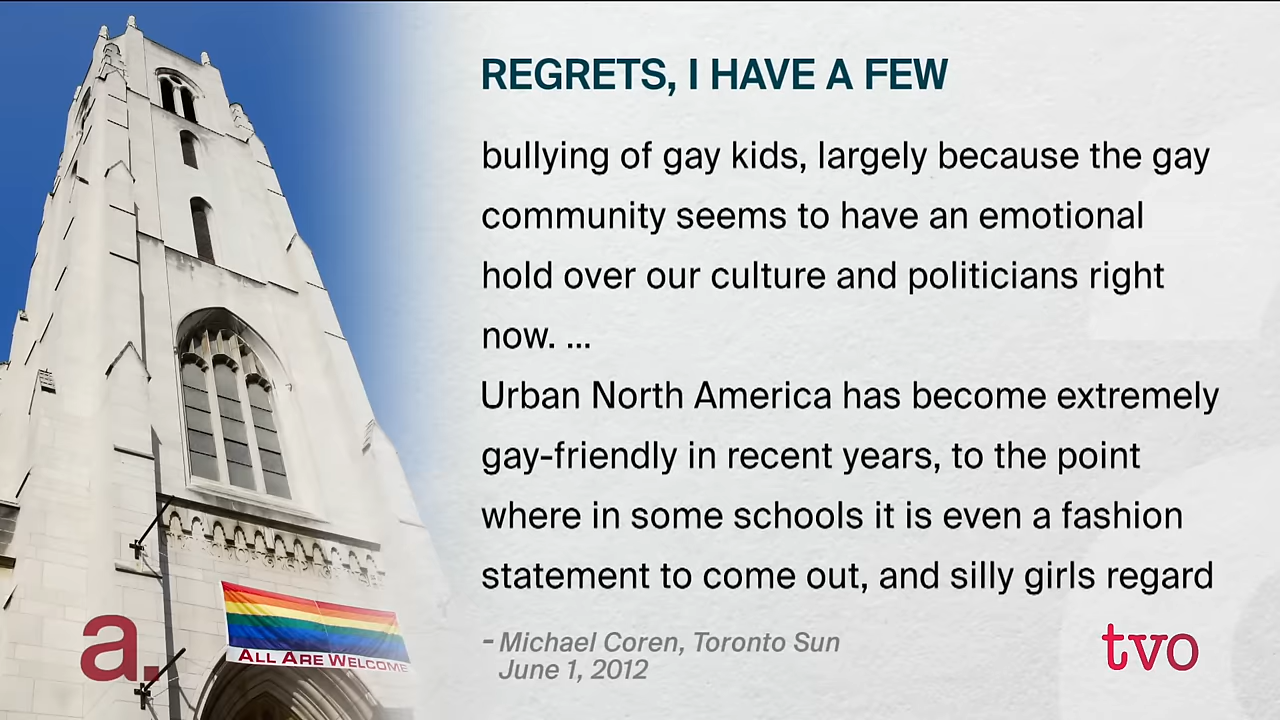 REGRETS, I HAVE A FEW
bullying of gay kids, largely because the gay
community seems to have an emotional
hold over our culture and politicians right
now. ...
Urban North America has become extremely
gay-friendly in recent years, to the point
where in some schools it is even a fashion
statement to come out, and silly girls regard
- Michael Coren, Toronto Sun
June 1, 2012
ALL ARE WELCOME
a.
tvo